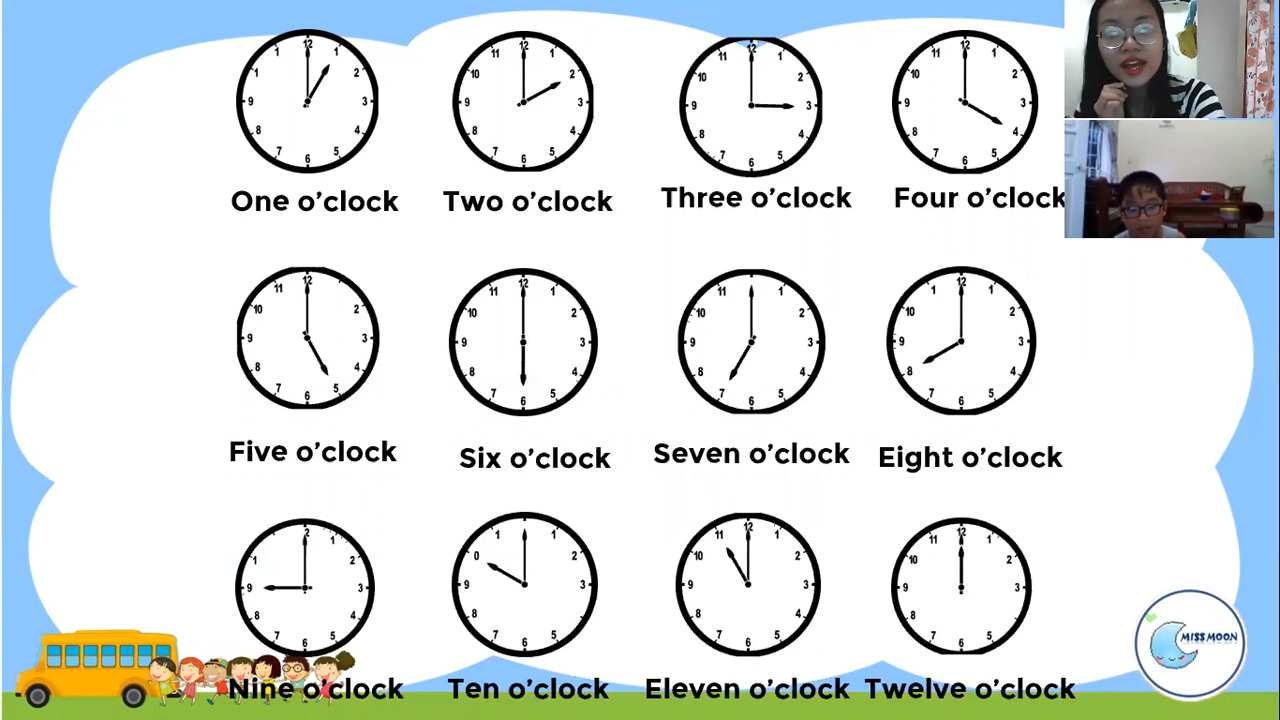 One o'clock
Two o'clock
Three o'clock
Four o'clock
Five o'clock
Six o'clock
Seven o'clock
Eight o'clock
Nine o'clock
Ten o'clock
Eleven o'clock
Twelve o'clock
MISS MOON